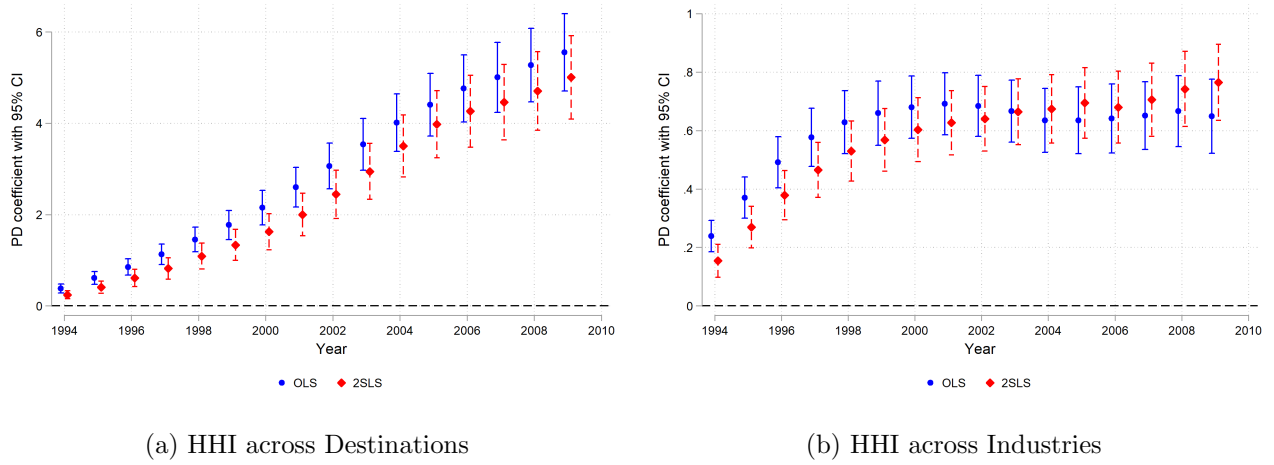 PD coefficient with 95% CI
6
4
2
0
1994 1996 1998 2000 2002 2004 2006 2008 2010
Year
OLS 2SLS
(a) HHI across Destinations
PD coefficient with 95% CI
1
.8
.6
.4
.2
0
1994 1996 1998 2000 2002 2004 2006 2008 2010
Year
OLS 2SLS
(b) HHI across Industries